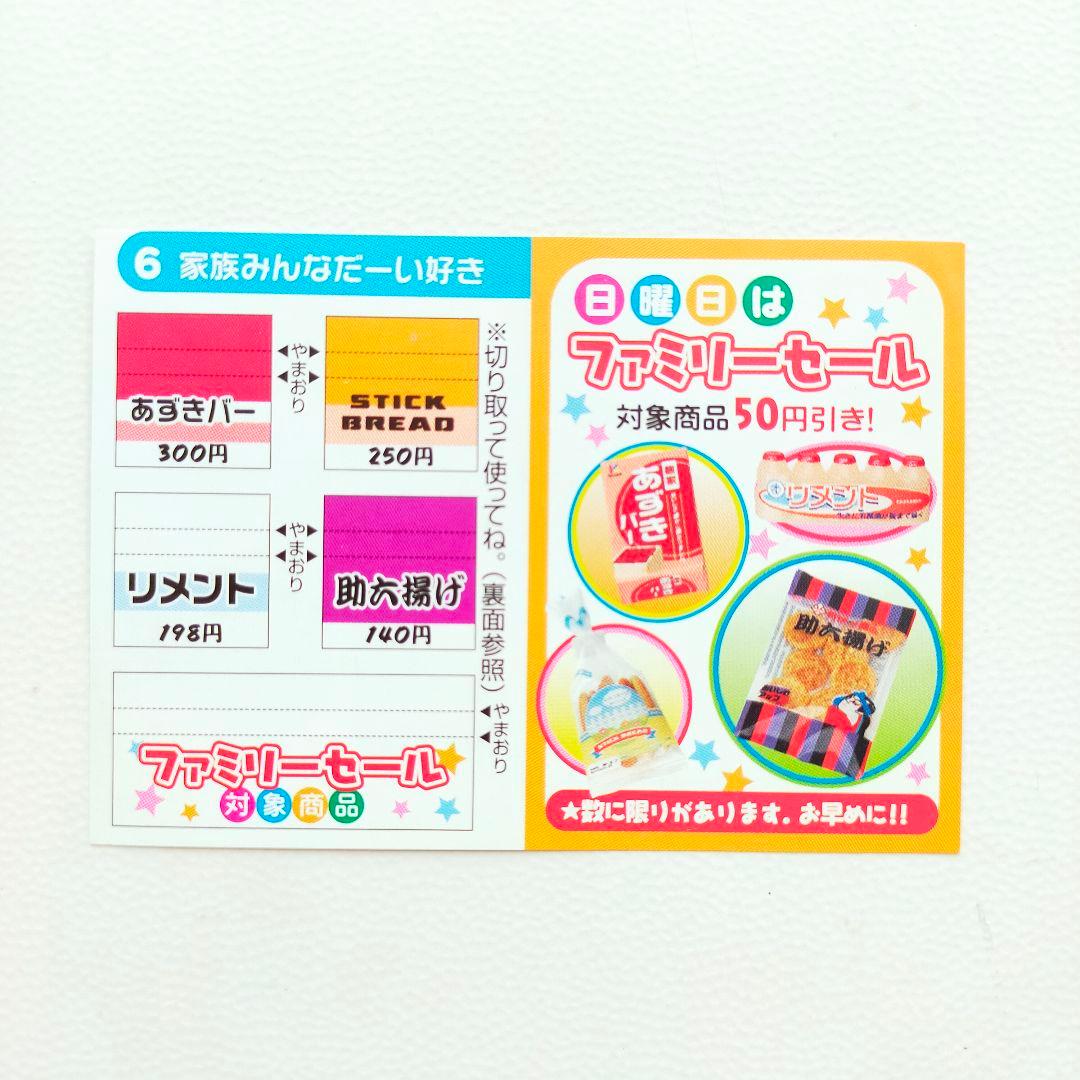 6 家族みんなだーい好き
あずきバー
300円
やまおり
STICK
BREAD
250円
リメント
198円
やまおり
助六揚げ
140円
※切り取って使ってね。(裏面参照)
ファミリーセール
対象商品
やまおり
日曜日は
ファミリーセール
対象商品50円引き!
あずき
バー
リメント
助六揚げ
STICK BREAD
★数に限りがあります。お早めに!!